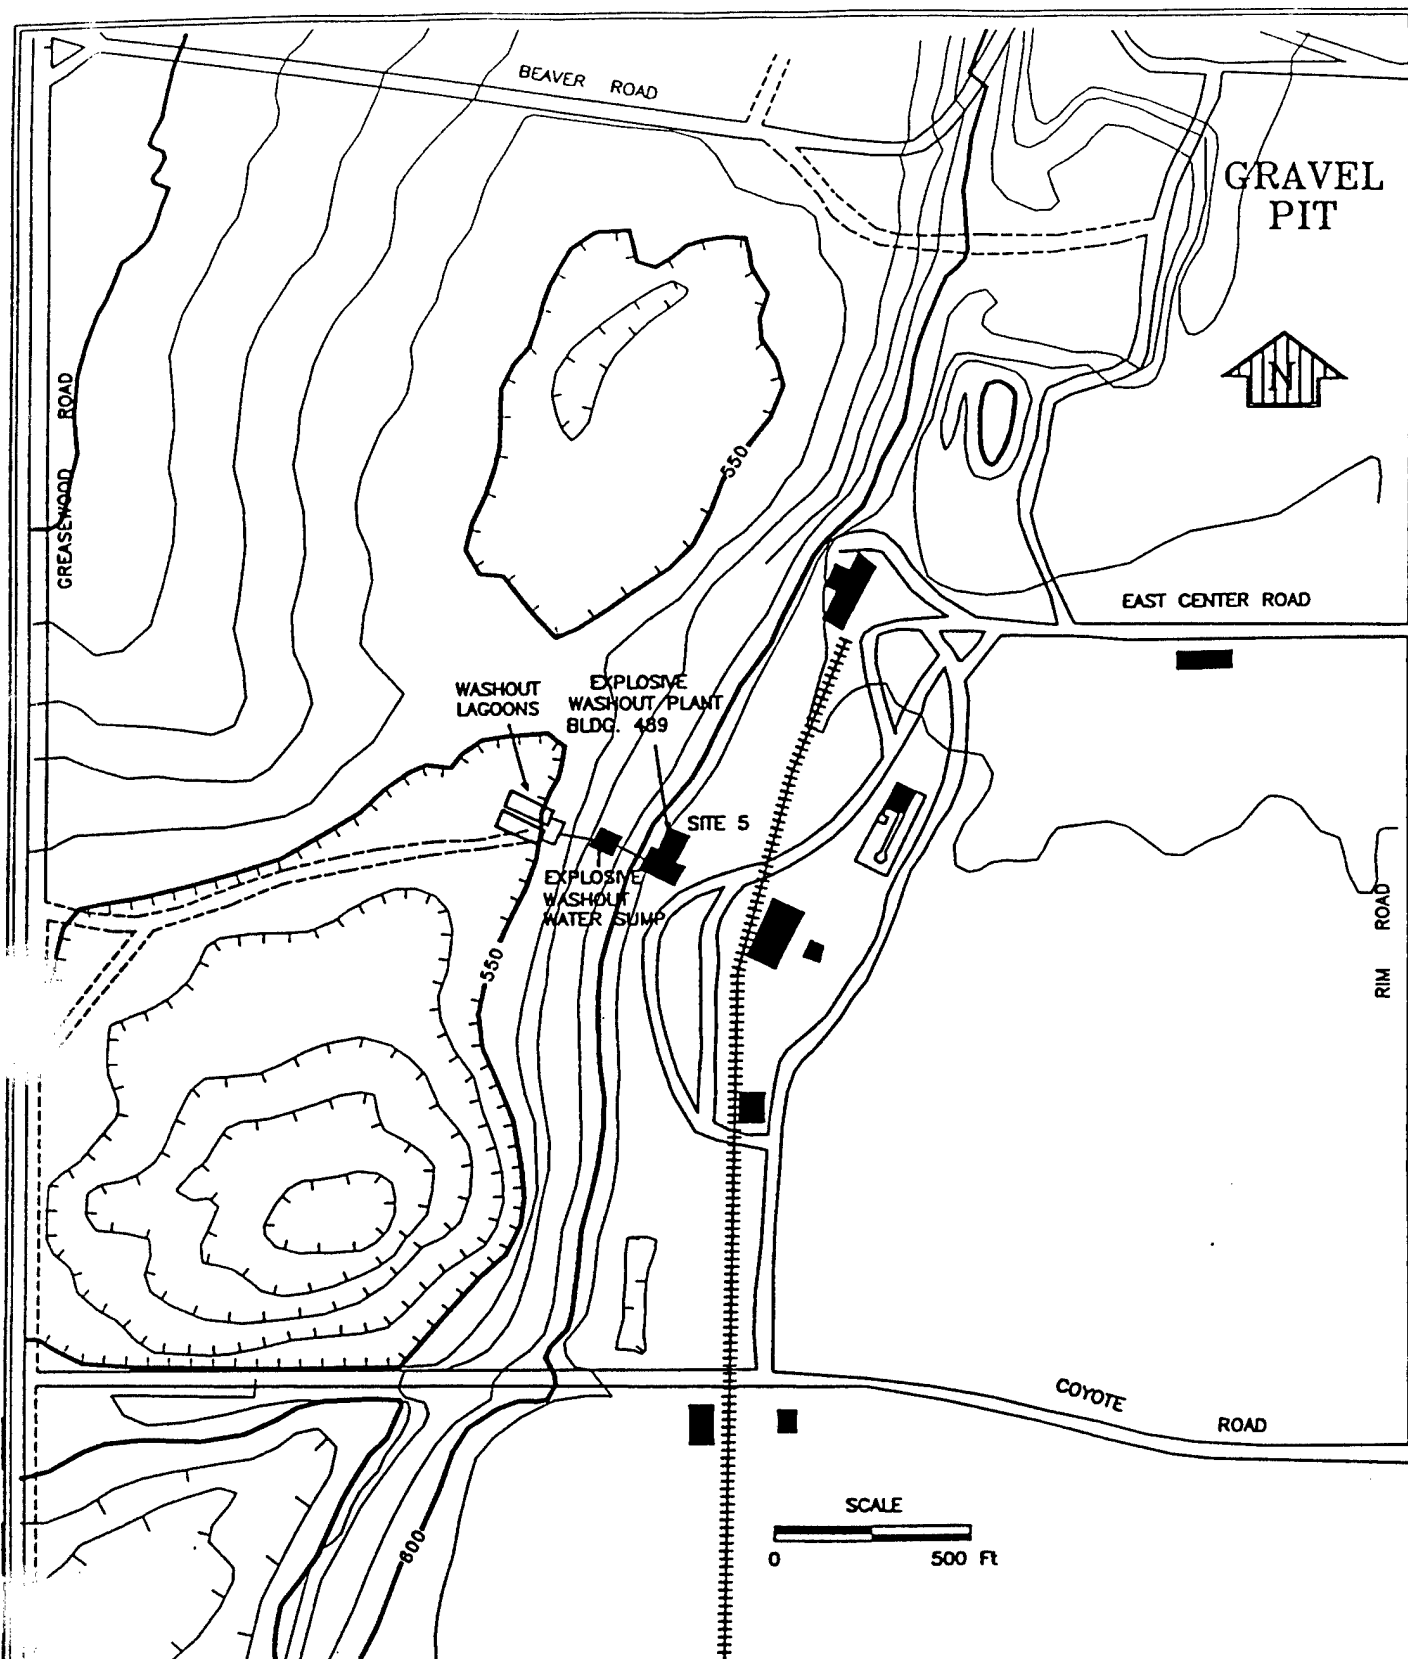 BEAVER ROAD
GRAVEL
PIT
N
GREASEWOOD ROAD
550
EAST CENTER ROAD
WASHOUT
LAGOONS
EXPLOSIVE
WASHOUT PLANT
BLDG. 489
SITE 5
EXPLOSIVE
WASHOUT
WATER SUMP
550
RIM ROAD
COYOTE ROAD
600
SCALE
0 500 Ft